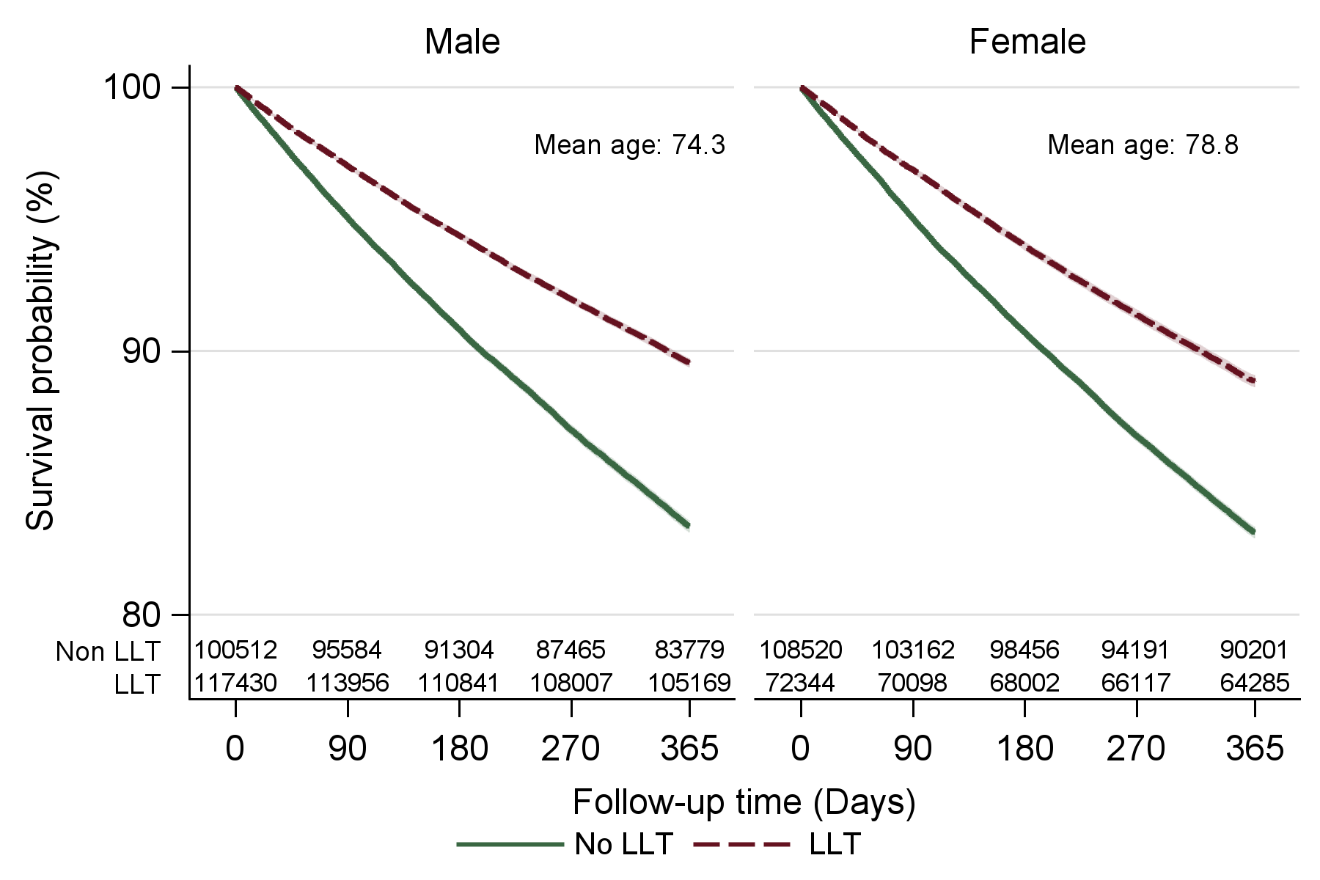 Male Female
100
Mean age: 74.3 Mean age: 78.8
Survival probability (%)
90
80
Non LLT 100512 95584 91304 87465 83779 108520 103162 98456 94191 90201
LLT 117430 113956 110841 108007 105169 72344 70098 68002 66117 64285
0 90 180 270 365 0 90 180 270 365
Follow-up time (Days)
No LLT LLT